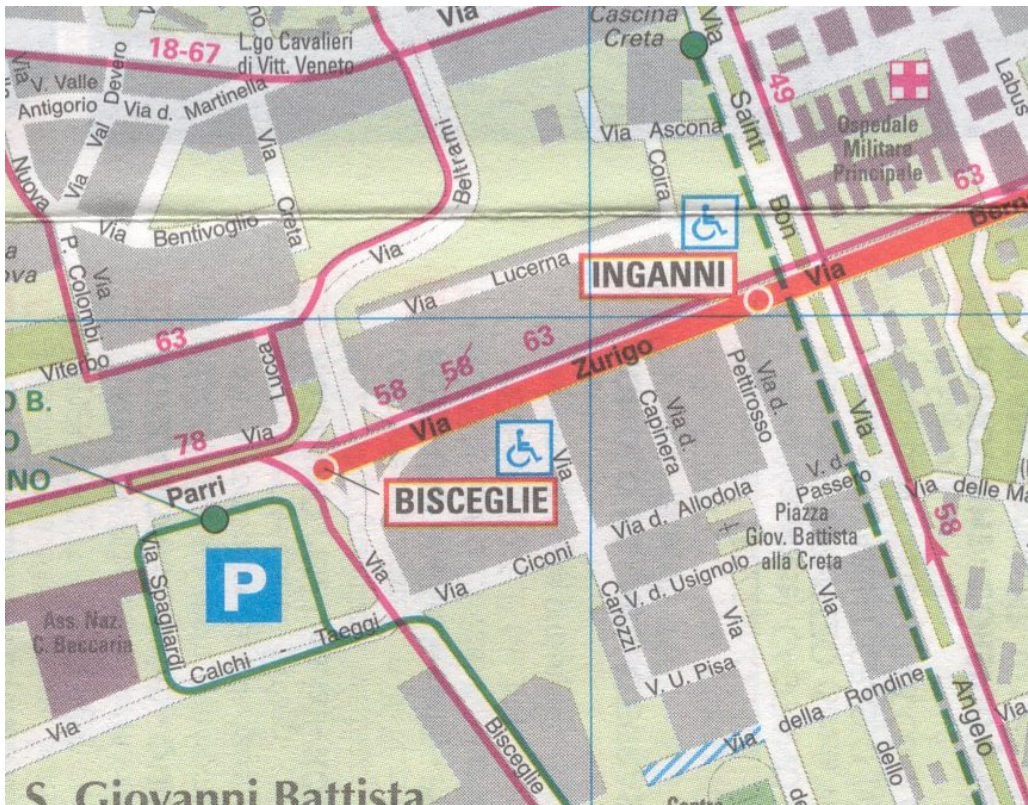 Via
Cascina
Creta
Via
18-67
L.go Cavalieri
di Vitt. Veneto
Via
V. Valle
Antigorio
Devero
Via Val
Via d. Martinella
Via
Creta
Beltrami
Via
Via Ascona
Via
Coira
Saint
49
Ospedale
Militare
Principale
Labus
63
Nuova
Via Bentivoglio
P. Colombi
Via
Via Lucerna
INGANNI
Bon
Via
Viterbo
63
Lucca
Via
58
58
63
Via
Zurigo
Pettirosso
Via d.
Via d.
Capinera
Via
O B.
NO
78
Parri
BISCEGLIE
Via
Via d. Allodola
V. d.
Passero
Piazza
Giov. Battista
alla Creta
Via delle
58
Via
Spagliardi
P
Via
Via Ciconi
V. d. Usignolo
Carozzi
Via
Via
Ass. Naz.
C. Beccaria
Via
Calchi - Taeggi
V. U. Pisa
Via della Rondine
dello
Angelo
Via
Bisceglie
S. Giovanni Battista